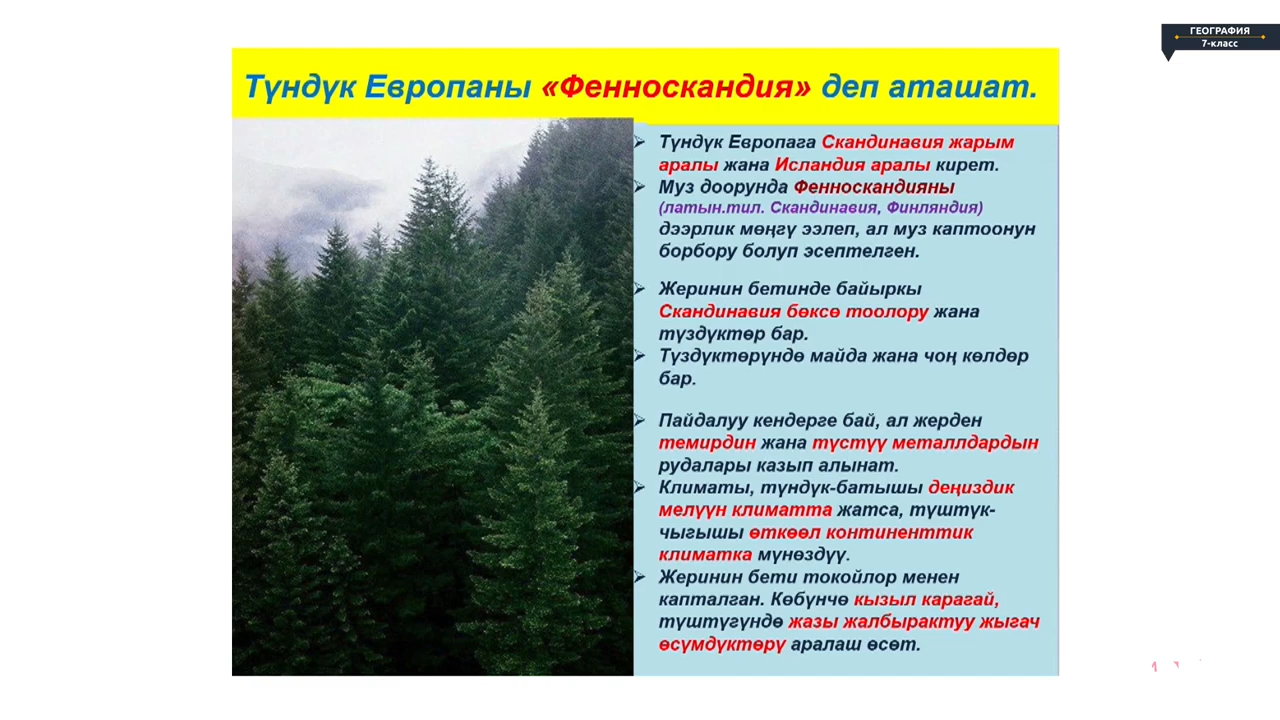 ГЕОГРАФИЯ
7-класс
Түндүк Европаны «Фенноскандия» деп аташат.
Түндүк Европага Скандинавия жарым
аралы жана Исландия аралы кирет.
Муз доорунда Фенноскандияны
(латын.тил. Скандинавия, Финляндия)
дээрлик мөңгү ээлеп, ал муз каптоонун
борбору болуп эсептелген.
Жеринин бетинде байыркы
Скандинавия бөксө тоолору жана
түздүктөр бар.
Түздүктөрүндө майда жана чоң көлдөр
бар.
Пайдалуу кендерге бай, ал жерден
темирдин жана түстүү металлдардын
рудалары казып алынат.
Климаты, түндүк-батышы деңиздик
мелүүн климатта жатса, түштүк-
чыгышы өткөөл континенттик
климатка мүнөздүү.
Жеринин бети токойлор менен
капталган. Көбүнчө кызыл карагай,
түштүгүндө жазы жалбырактуу жыгач
өсүмдүктөрү аралаш өсөт.